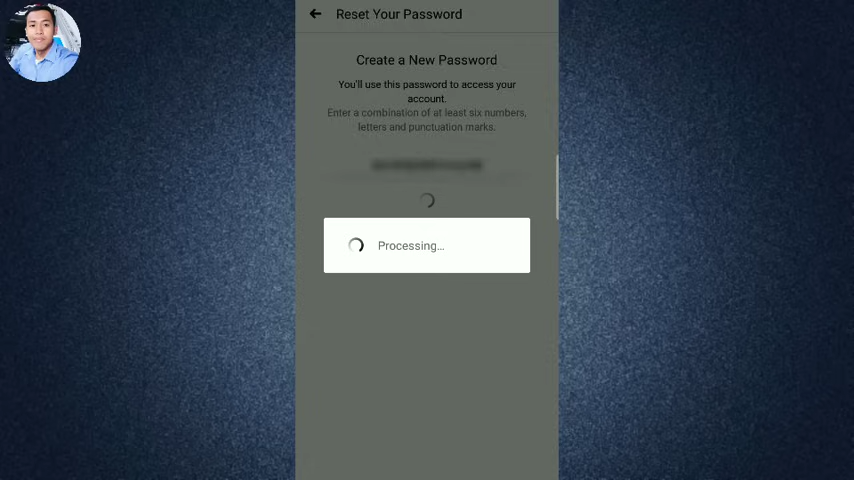 Reset Your Password
Create a New Password
You'll use this password to access your
account.
Enter a combination of at least six numbers,
letters and punctuation marks.
Processing...